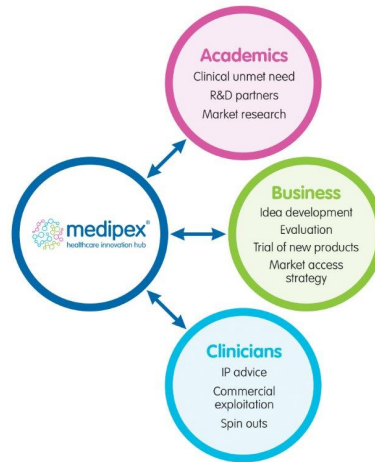 Academics
Clinical unmet need
R&D partners
Market research
medipex®
healthcare innovation hub
Business
Idea development
Evaluation
Trial of new products
Market access
strategy
Clinicians
IP advice
Commercial
exploitation
Spin outs